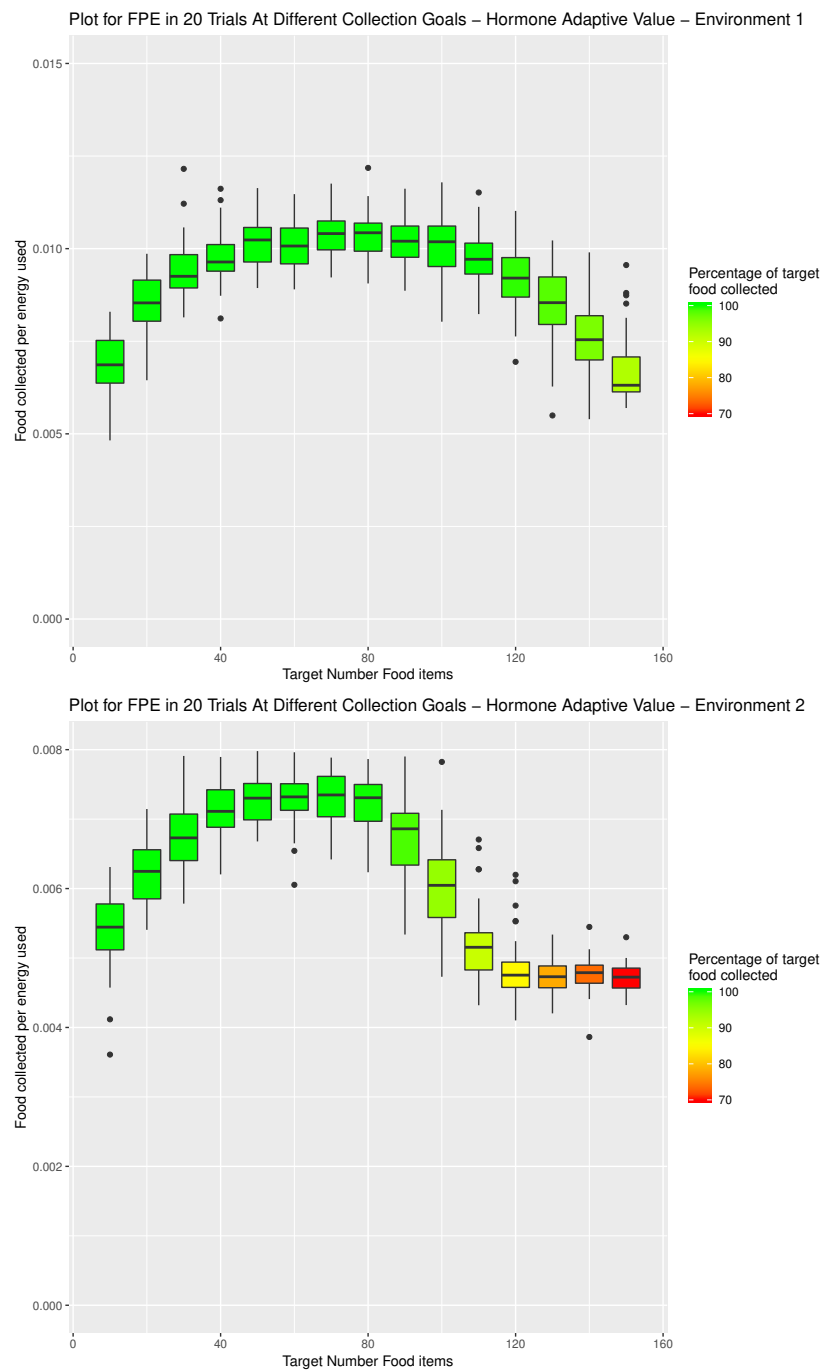 Plot for FPE in 20 Trials At Different Collection Goals – Hormone Adaptive Value – Environment 1
0.015
0.010
0.005
0.000
Food collected per energy used
0
40
80
120
160
Target Number Food items
Percentage of target
food collected
100
90
80
70
Plot for FPE in 20 Trials At Different Collection Goals – Hormone Adaptive Value – Environment 2
0.008
0.006
0.004
0.002
0.000
Food collected per energy used
0
40
80
120
160
Target Number Food items
Percentage of target
food collected
100
90
80
70